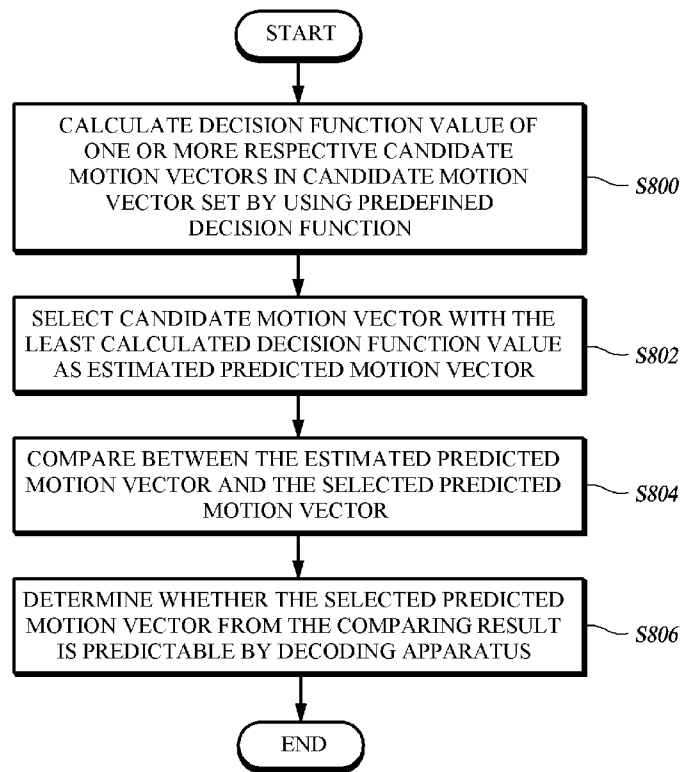 START
CALCULATE DECISION FUNCTION VALUE OF
ONE OR MORE RESPECTIVE CANDIDATE
MOTION VECTORS IN CANDIDATE MOTION
VECTOR SET BY USING PREDEFINED
DECISION FUNCTION
S800
SELECT CANDIDATE MOTION VECTOR WITH THE
LEAST CALCULATED DECISION FUNCTION VALUE
AS ESTIMATED PREDICTED MOTION VECTOR
S802
COMPARE BETWEEN THE ESTIMATED PREDICTED
MOTION VECTOR AND THE SELECTED PREDICTED
MOTION VECTOR
S804
DETERMINE WHETHER THE SELECTED PREDICTED
MOTION VECTOR FROM THE COMPARING RESULT
IS PREDICTABLE BY DECODING APPARATUS
S806
END